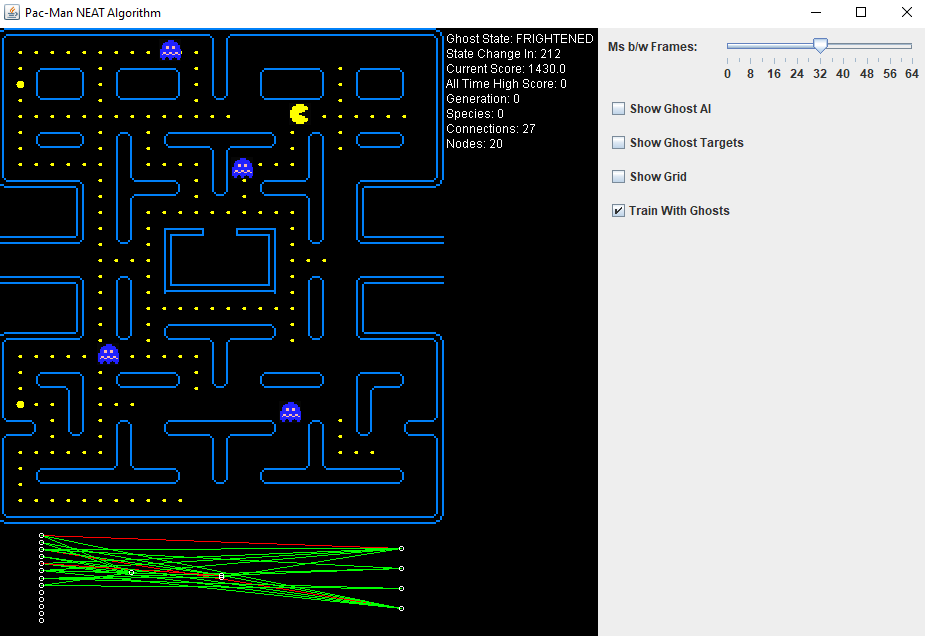 Pac-Man NEAT Algorithm
Ghost State: FRIGHTENED
State Change In: 212
Current Score: 1430.0
All Time High Score: 0
Generation: 0
Species: 0
Connections: 27
Nodes: 20
Ms b/w Frames:
0 8 16 24 32 40 48 56 64
Show Ghost AI
Show Ghost Targets
Show Grid
Train With Ghosts